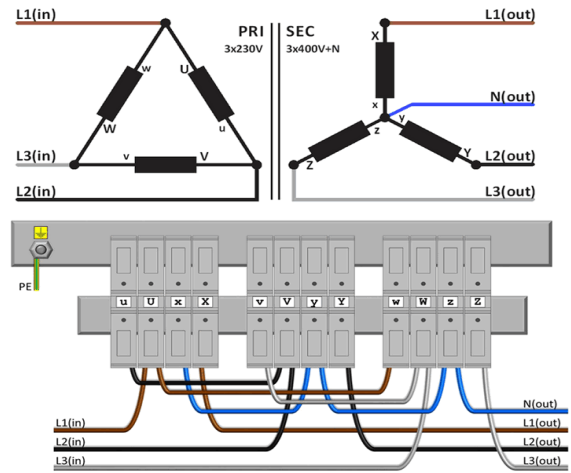 L1(in)
PRI
SEC
L1(out)
3x230V
3x400V+N
w
U
X
W
u
x
N(out)
z
y
L3(in)
v
V
Z
Y
L2(out)
L2(in)
L3(out)
PE
u U x X v V y Y w W z Z
N(out)
L1(in)
L1(out)
L2(in)
L2(out)
L3(in)
L3(out)